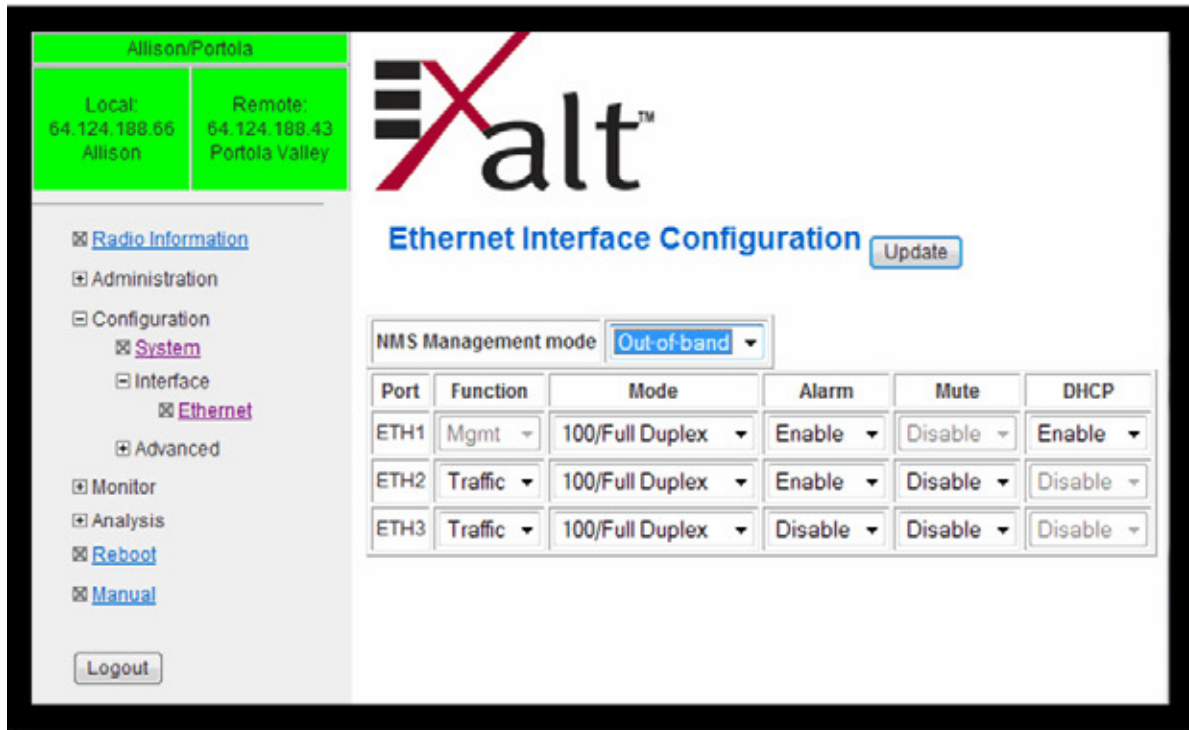 Allison/Portola
Local:
64.124.188.66
Allison
Remote:
64.124.188.43
Portola Valley
Radio Information
Administration
Configuration
System
Interface
Ethernet
Advanced
Monitor
Analysis
Reboot
Manual
Logout
EXalt™
Ethernet Interface Configuration Update
NMS Management mode Out-of-band
Port Function Mode Alarm Mute DHCP
ETH1 Mgmt 100/Full Duplex Enable Disable Enable
ETH2 Traffic 100/Full Duplex Enable Disable Disable
ETH3 Traffic 100/Full Duplex Disable Disable Disable